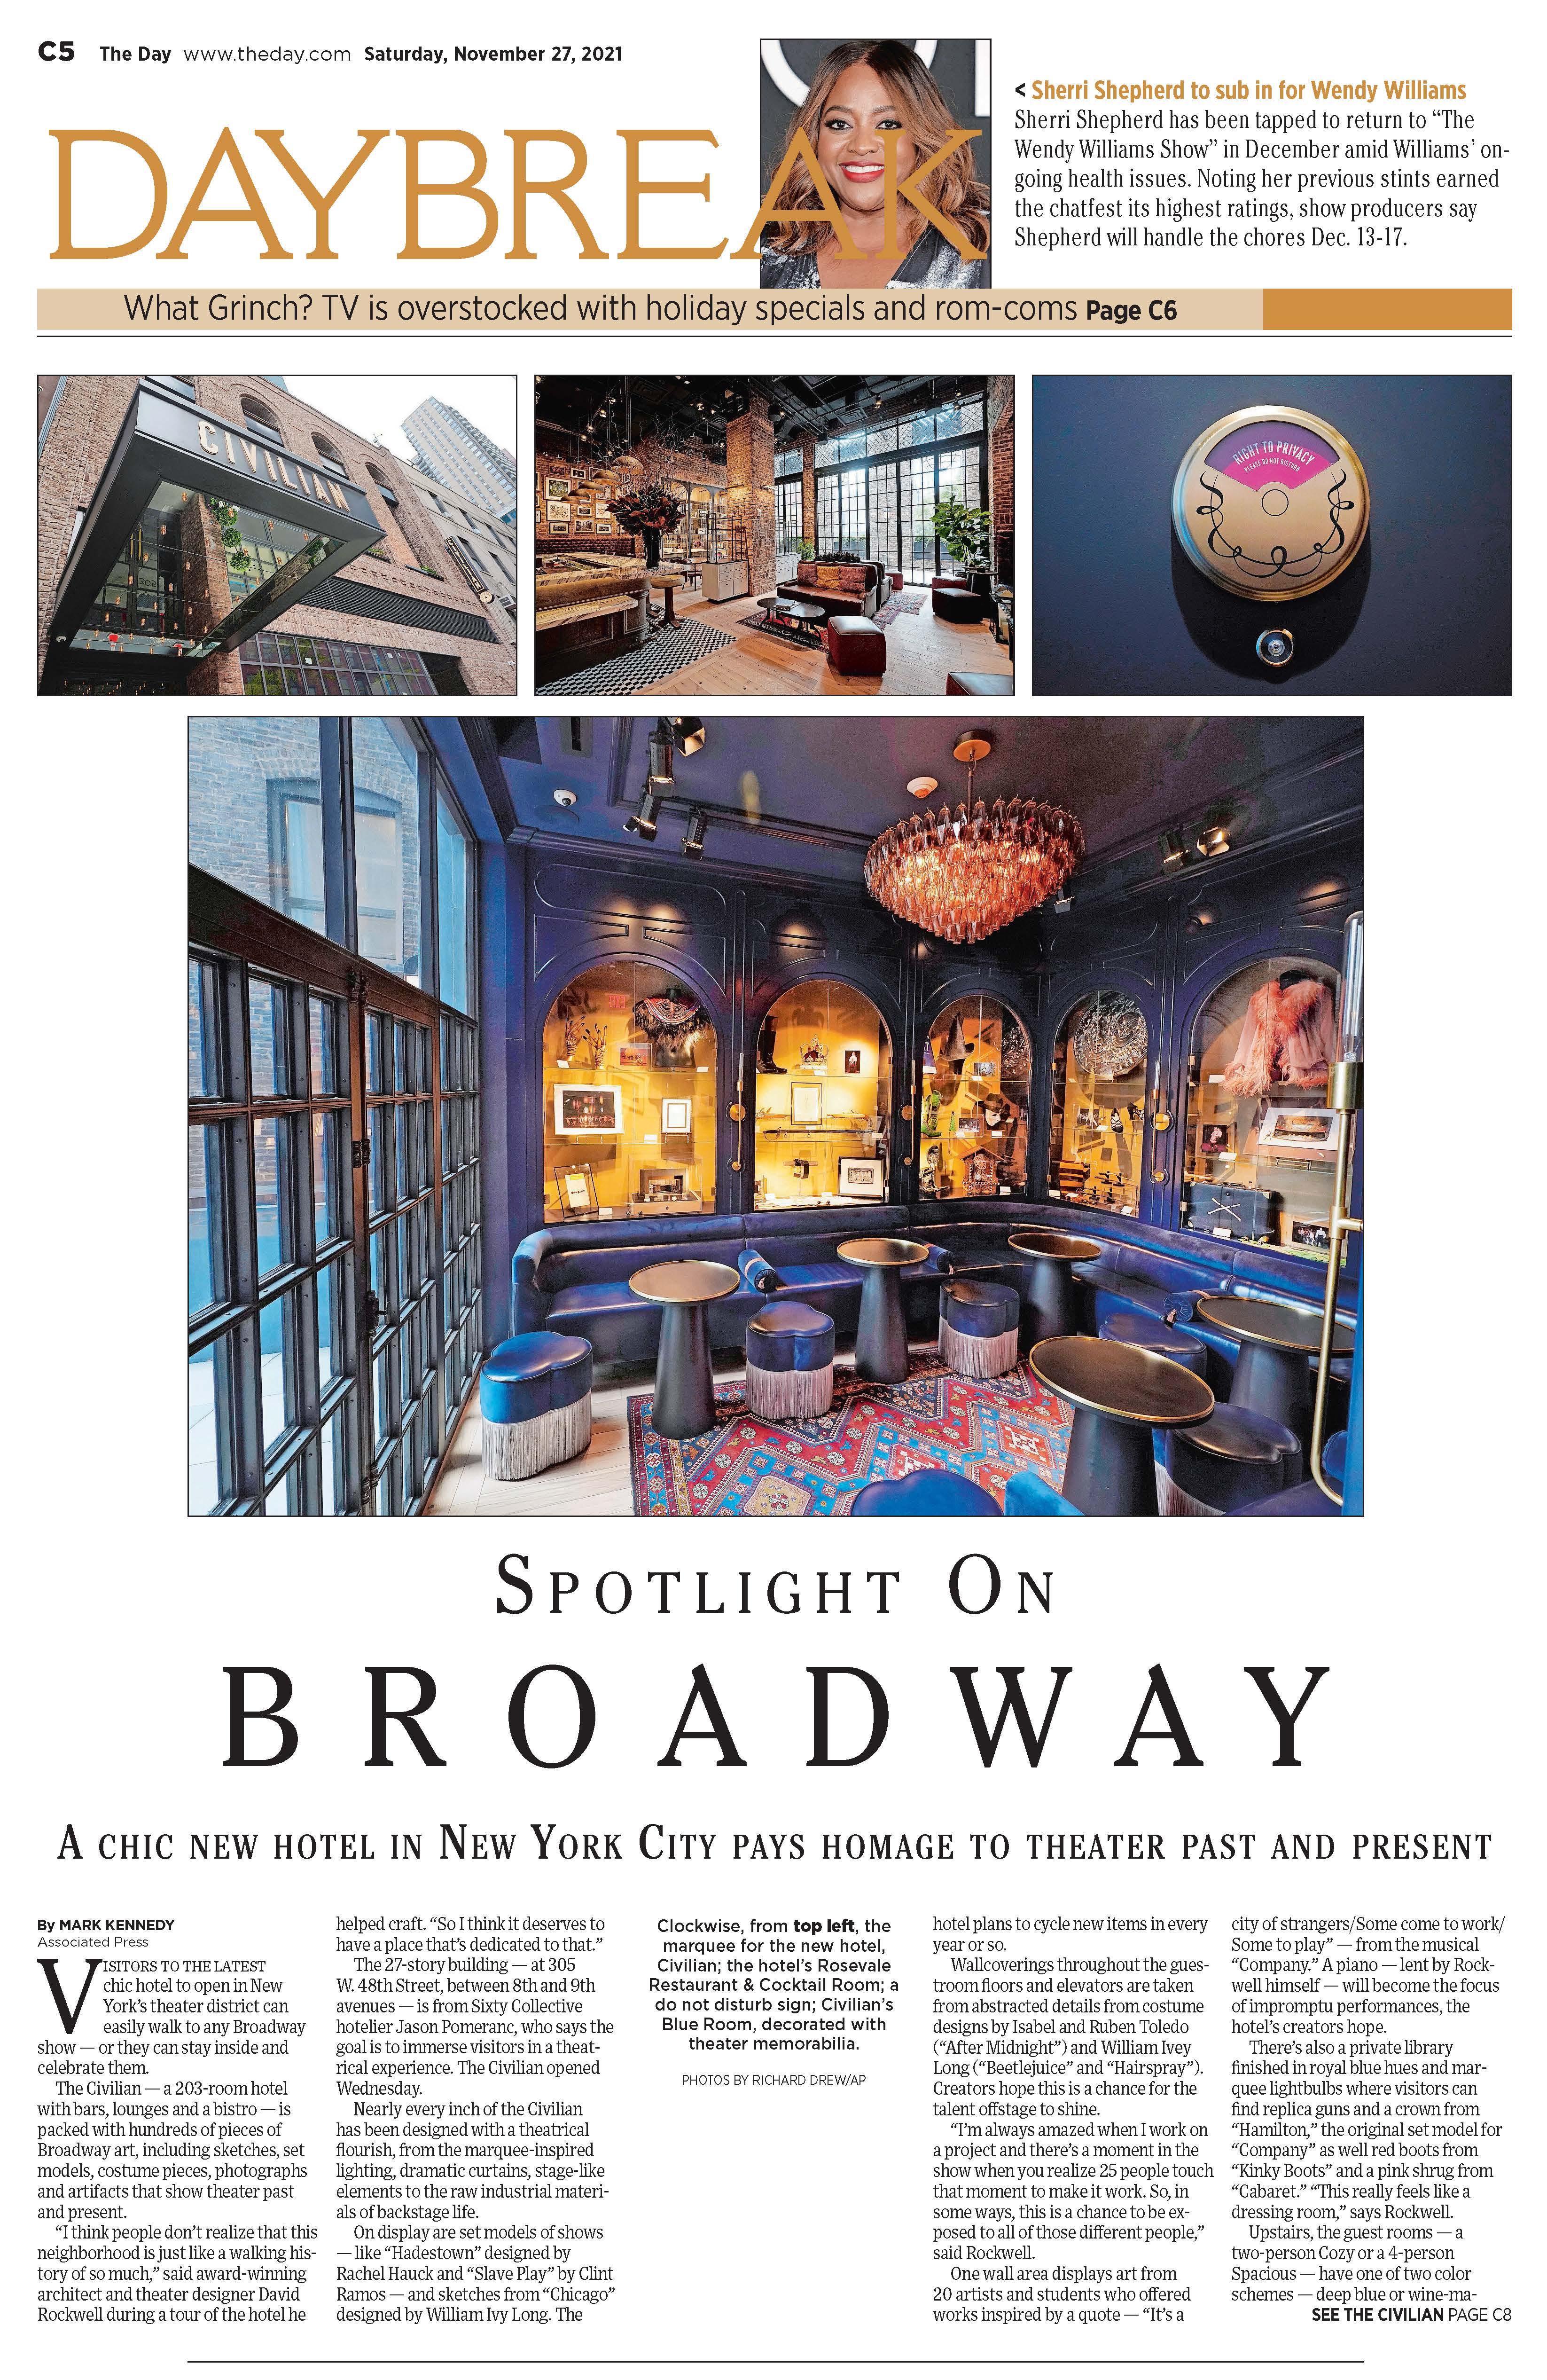 C5 The Day www.theday.com Saturday, November 27, 2021
DAYBREAK
< Sherri Shepherd to sub in for Wendy Williams
Sherri Shepherd has been tapped to return to “The
Wendy Williams Show” in December amid Williams’ on-
going health issues. Noting her previous stints earned
the chatfest its highest ratings, show producers say
Shepherd will handle the chores Dec. 13-17.
What Grinch? TV is overstocked with holiday specials and rom-coms Page C6
CIVILIAN
RIGHT TO PRIVACY
PLEASE DO NOT DISTURB
SPOTLIGHT ON
BROADWAY
A CHIC NEW HOTEL IN NEW YORK CITY PAYS HOMAGE TO THEATER PAST AND PRESENT
By MARK KENNEDY
Associated Press
VISITORS TO THE LATEST
chic hotel to open in New
York’s theater district can
easily walk to any Broadway
show — or they can stay inside and
celebrate them.
The Civilian — a 203-room hotel
with bars, lounges and a bistro — is
packed with hundreds of pieces of
Broadway art, including sketches, set
models, costume pieces, photographs
and artifacts that show theater past
and present.
“I think people don’t realize that this
neighborhood is just like a walking his-
tory of so much,” said award-winning
architect and theater designer David
Rockwell during a tour of the hotel he
helped craft. “So I think it deserves to
have a place that’s dedicated to that.”
The 27-story building — at 305
W. 48th Street, between 8th and 9th
avenues — is from Sixty Collective
hotelier Jason Pomeranc, who says the
goal is to immerse visitors in a theat-
rical experience. The Civilian opened
Wednesday.
Nearly every inch of the Civilian
has been designed with a theatrical
flourish, from the marquee-inspired
lighting, dramatic curtains, stage-like
elements to the raw industrial materi-
als of backstage life.
On display are set models of shows
— like “Hadestown” designed by
Rachel Hauck and “Slave Play” by Clint
Ramos — and sketches from “Chicago”
designed by William Ivy Long. The
Clockwise, from top left, the
marquee for the new hotel,
Civilian; the hotel’s Rosevale
Restaurant & Cocktail Room; a
do not disturb sign; Civilian’s
Blue Room, decorated with
theater memorabilia.
PHOTOS BY RICHARD DREW/AP
hotel plans to cycle new items in every
year or so.
Wallcoverings throughout the gues-
troom floors and elevators are taken
from abstracted details from costume
designs by Isabel and Ruben Toledo
(“After Midnight”) and William Ivey
Long (“Beetlejuice” and “Hairspray”).
Creators hope this is a chance for the
talent offstage to shine.
“I’m always amazed when I work on
a project and there’s a moment in the
show when you realize 25 people touch
that moment to make it work. So, in
some ways, this is a chance to be ex-
posed to all of those different people,”
said Rockwell.
One wall area displays art from
20 artists and students who offered
works inspired by a quote — “It’s a
city of strangers/Some come to work/
Some to play” — from the musical
“Company.” A piano — lent by Rock-
well himself — will become the focus
of impromptu performances, the
hotel’s creators hope.
There’s also a private library
finished in royal blue hues and mar-
quee lightbulbs where visitors can
find replica guns and a crown from
“Hamilton,” the original set model for
“Company” as well red boots from
“Kinky Boots” and a pink shrug from
“Cabaret.” “This really feels like a
dressing room,” says Rockwell.
Upstairs, the guest rooms — a
two-person Cozy or a 4-person
Spacious — have one of two color
schemes — deep blue or wine-ma-
SEE THE CIVILIAN PAGE C8